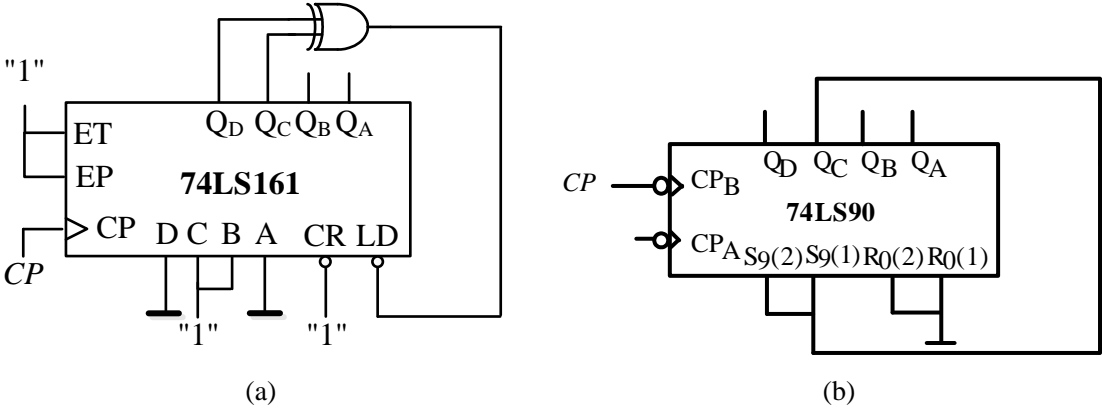 "1"
ET
EP
CP
CP
QD QC QB QA
74LS161
D C B A CR LD
"1" "1"
(a)
CP
CPB
CPA
QD QC QB QA
74LS90
S9(2) S9(1) R0(2) R0(1)
(b)